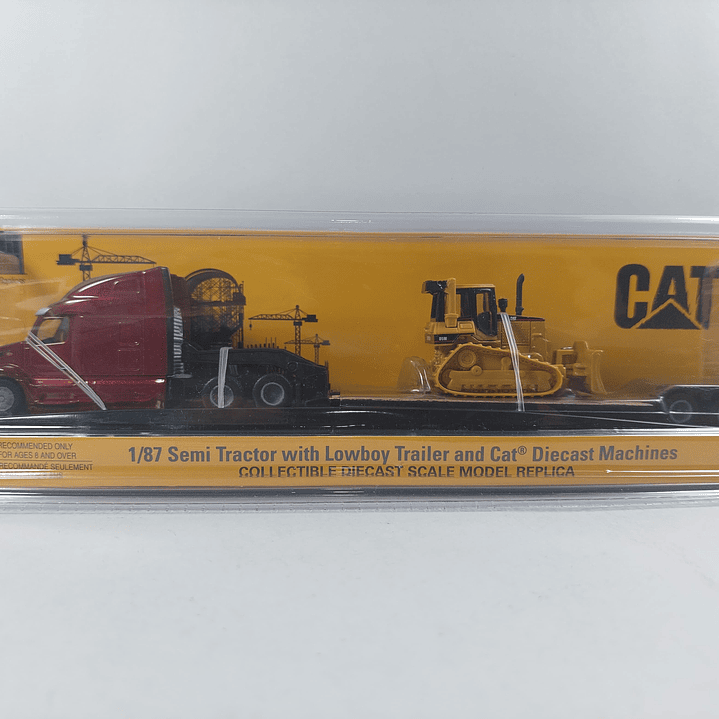 CAT
RECOMMENDED ONLY
FOR AGES 8 AND OVER
RECOMMANDÉ SEULEMENT
1/87 Semi Tractor with Lowboy Trailer and Cat® Diecast Machines
COLLECTIBLE DIECAST SCALE MODEL REPLICA